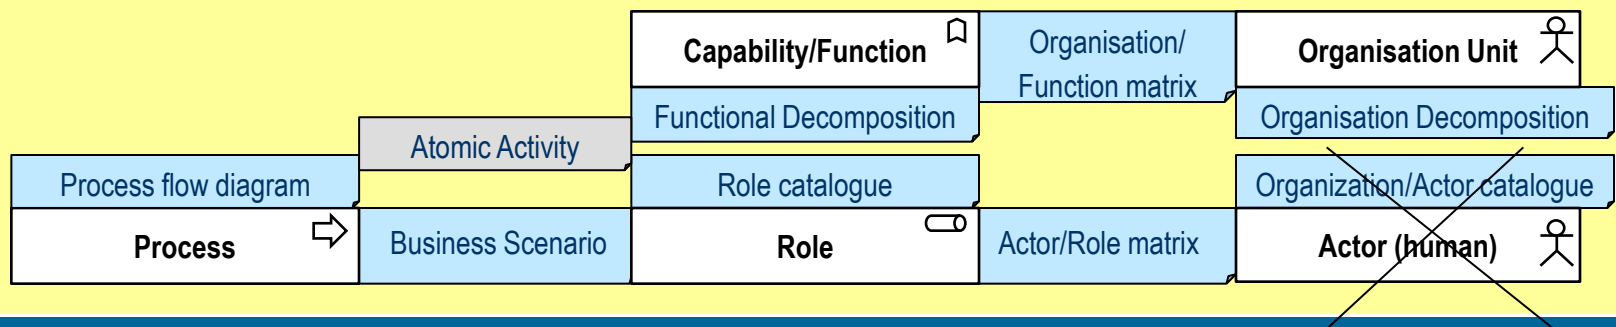 Capability/Function
Organisation/
Function matrix
Organisation Unit
Functional Decomposition
Organisation Decomposition
Atomic Activity
Process flow diagram
Role catalogue
Organization/Actor catalogue
Process
Business Scenario
Role
Actor/Role matrix
Actor (human)